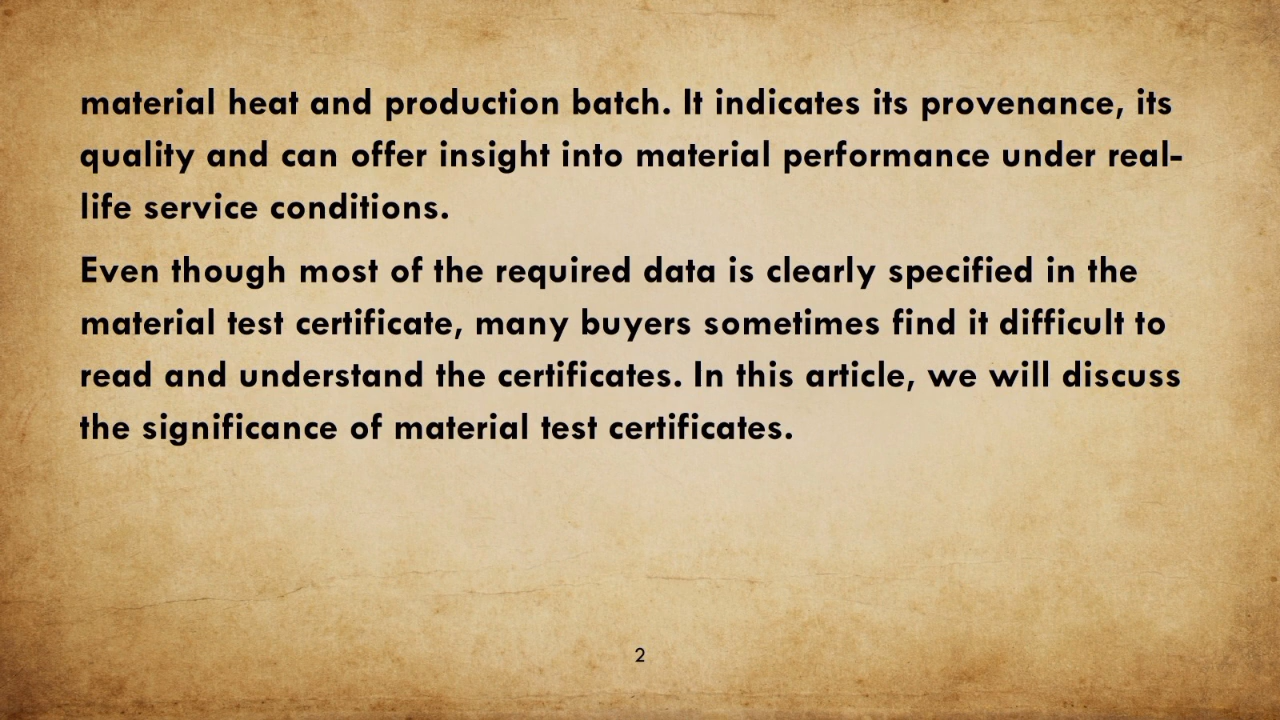 material heat and production batch. It indicates its provenance, its
quality and can offer insight into material performance under real-
life service conditions.
Even though most of the required data is clearly specified in the
material test certificate, many buyers sometimes find it difficult to
read and understand the certificates. In this article, we will discuss
the significance of material test certificates.
2